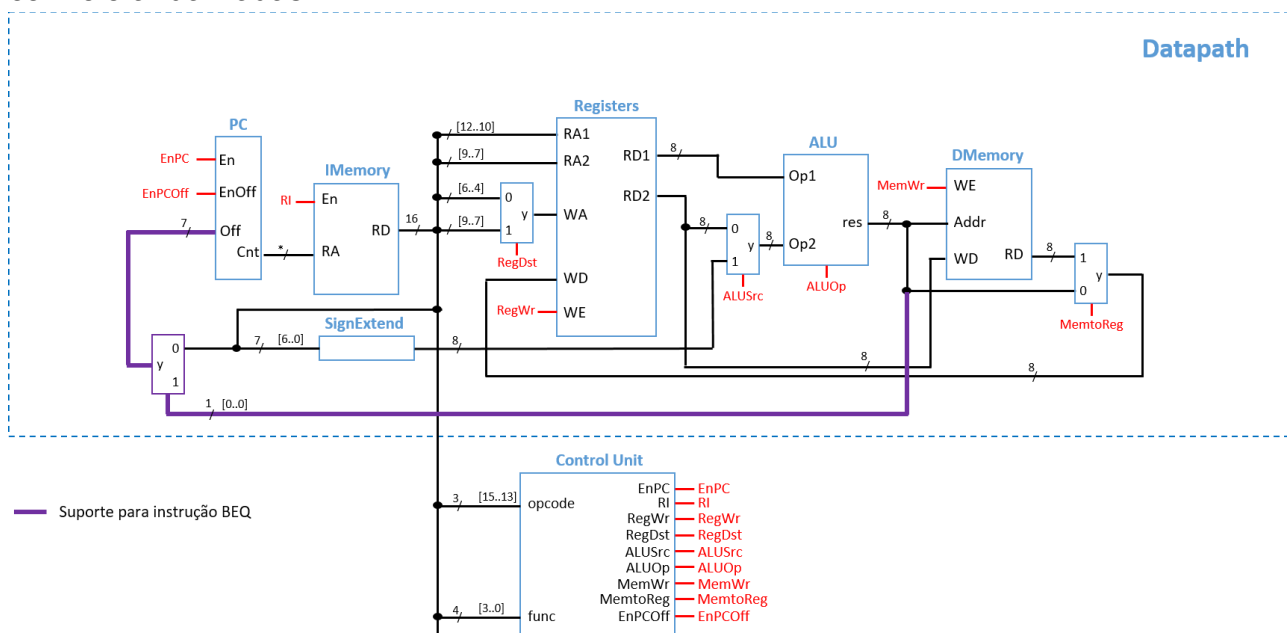 Datapath
Registers
PC
ALU
IMemory
DMemory
[12..10]
RA1
EnPC
En
[9..7]
RA2
RD1
8
Op1
MemWr
WE
EnPCOff
EnOff
RI
En
[6..4]
0
RD2
7
Off
16
RD
y
WA
8
0
res
8
Addr
[9..7]
1
y
8
Op2
8
1
Cnt
*
RA
RegDst
1
WD
RD
y
WD
ALUSrc
ALUOp
0
RegWr
WE
MemtoReg
SignExtend
0
7
[6..0]
8
y
8
8
1
1
[0..0]
Control Unit
EnPC
EnPC
3
[15..13]
opcode
RI
RI
Suporte para instrução BEQ
RegWr
RegWr
RegDst
RegDst
ALUSrc
ALUSrc
ALUOp
ALUOp
MemWr
MemWr
MemtoReg
MemtoReg
4
[3..0]
func
EnPCOff
EnPCOff